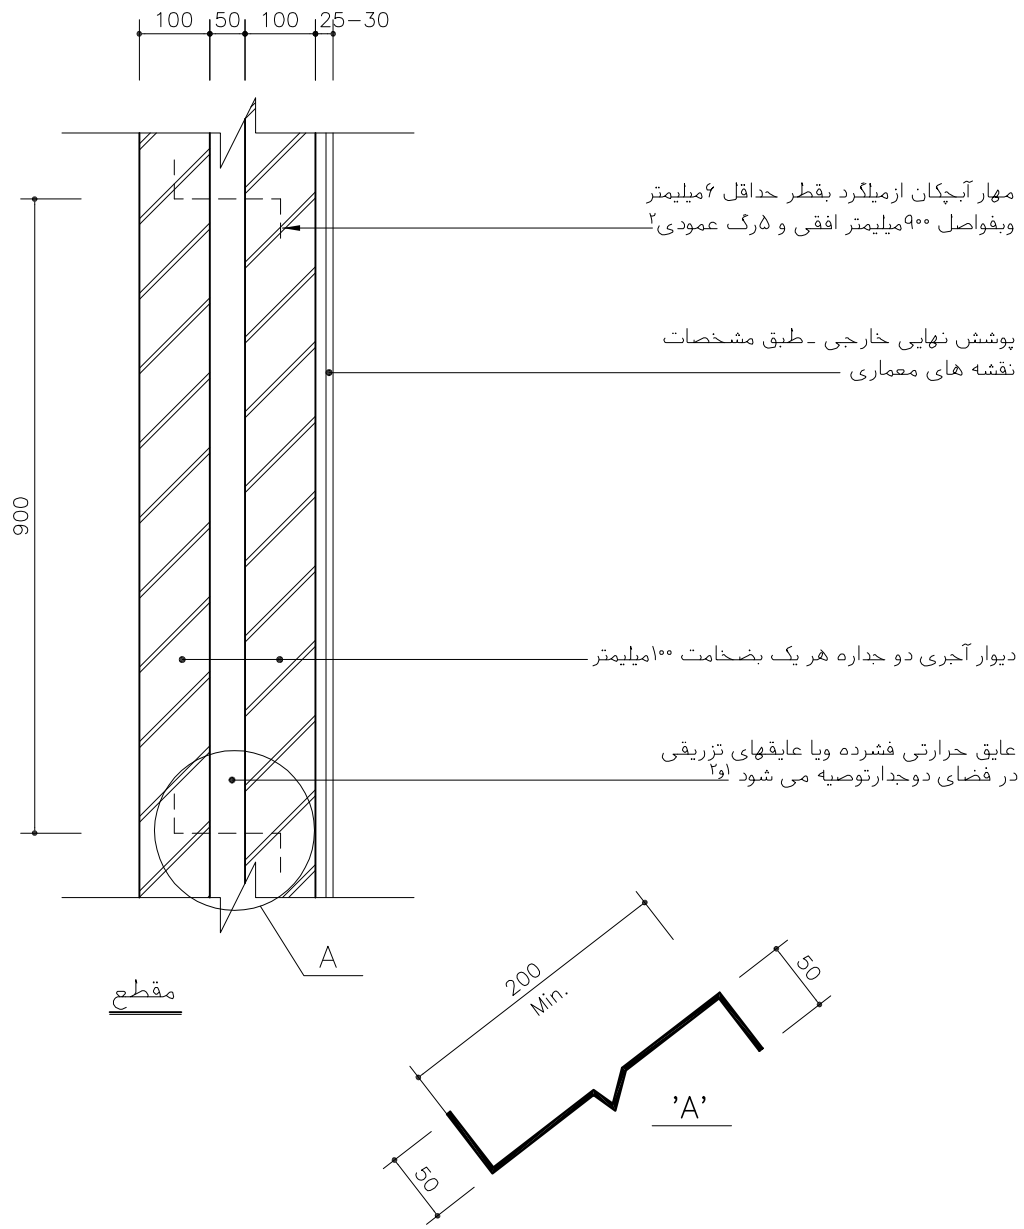 100 50 100 25-30
مهار آبچکان ازمیلگرد بقطر حداقل ۶میلیمتر
وبفواصل ۹۰۰میلیمتر افقی و ۵رگ عمودی۲
پوشش نهایی خارجی - طبق مشخصات
نقشه های معماری
900
دیوار آجری دو جداره هر یک بضخامت ۱۰۰میلیمتر
عایق حرارتی فشرده ویا عایقهای تزریقی
در فضای دوجدارتوصیه می شود ۱و۲
A
مقطع
200
Min.
50
'A'
50